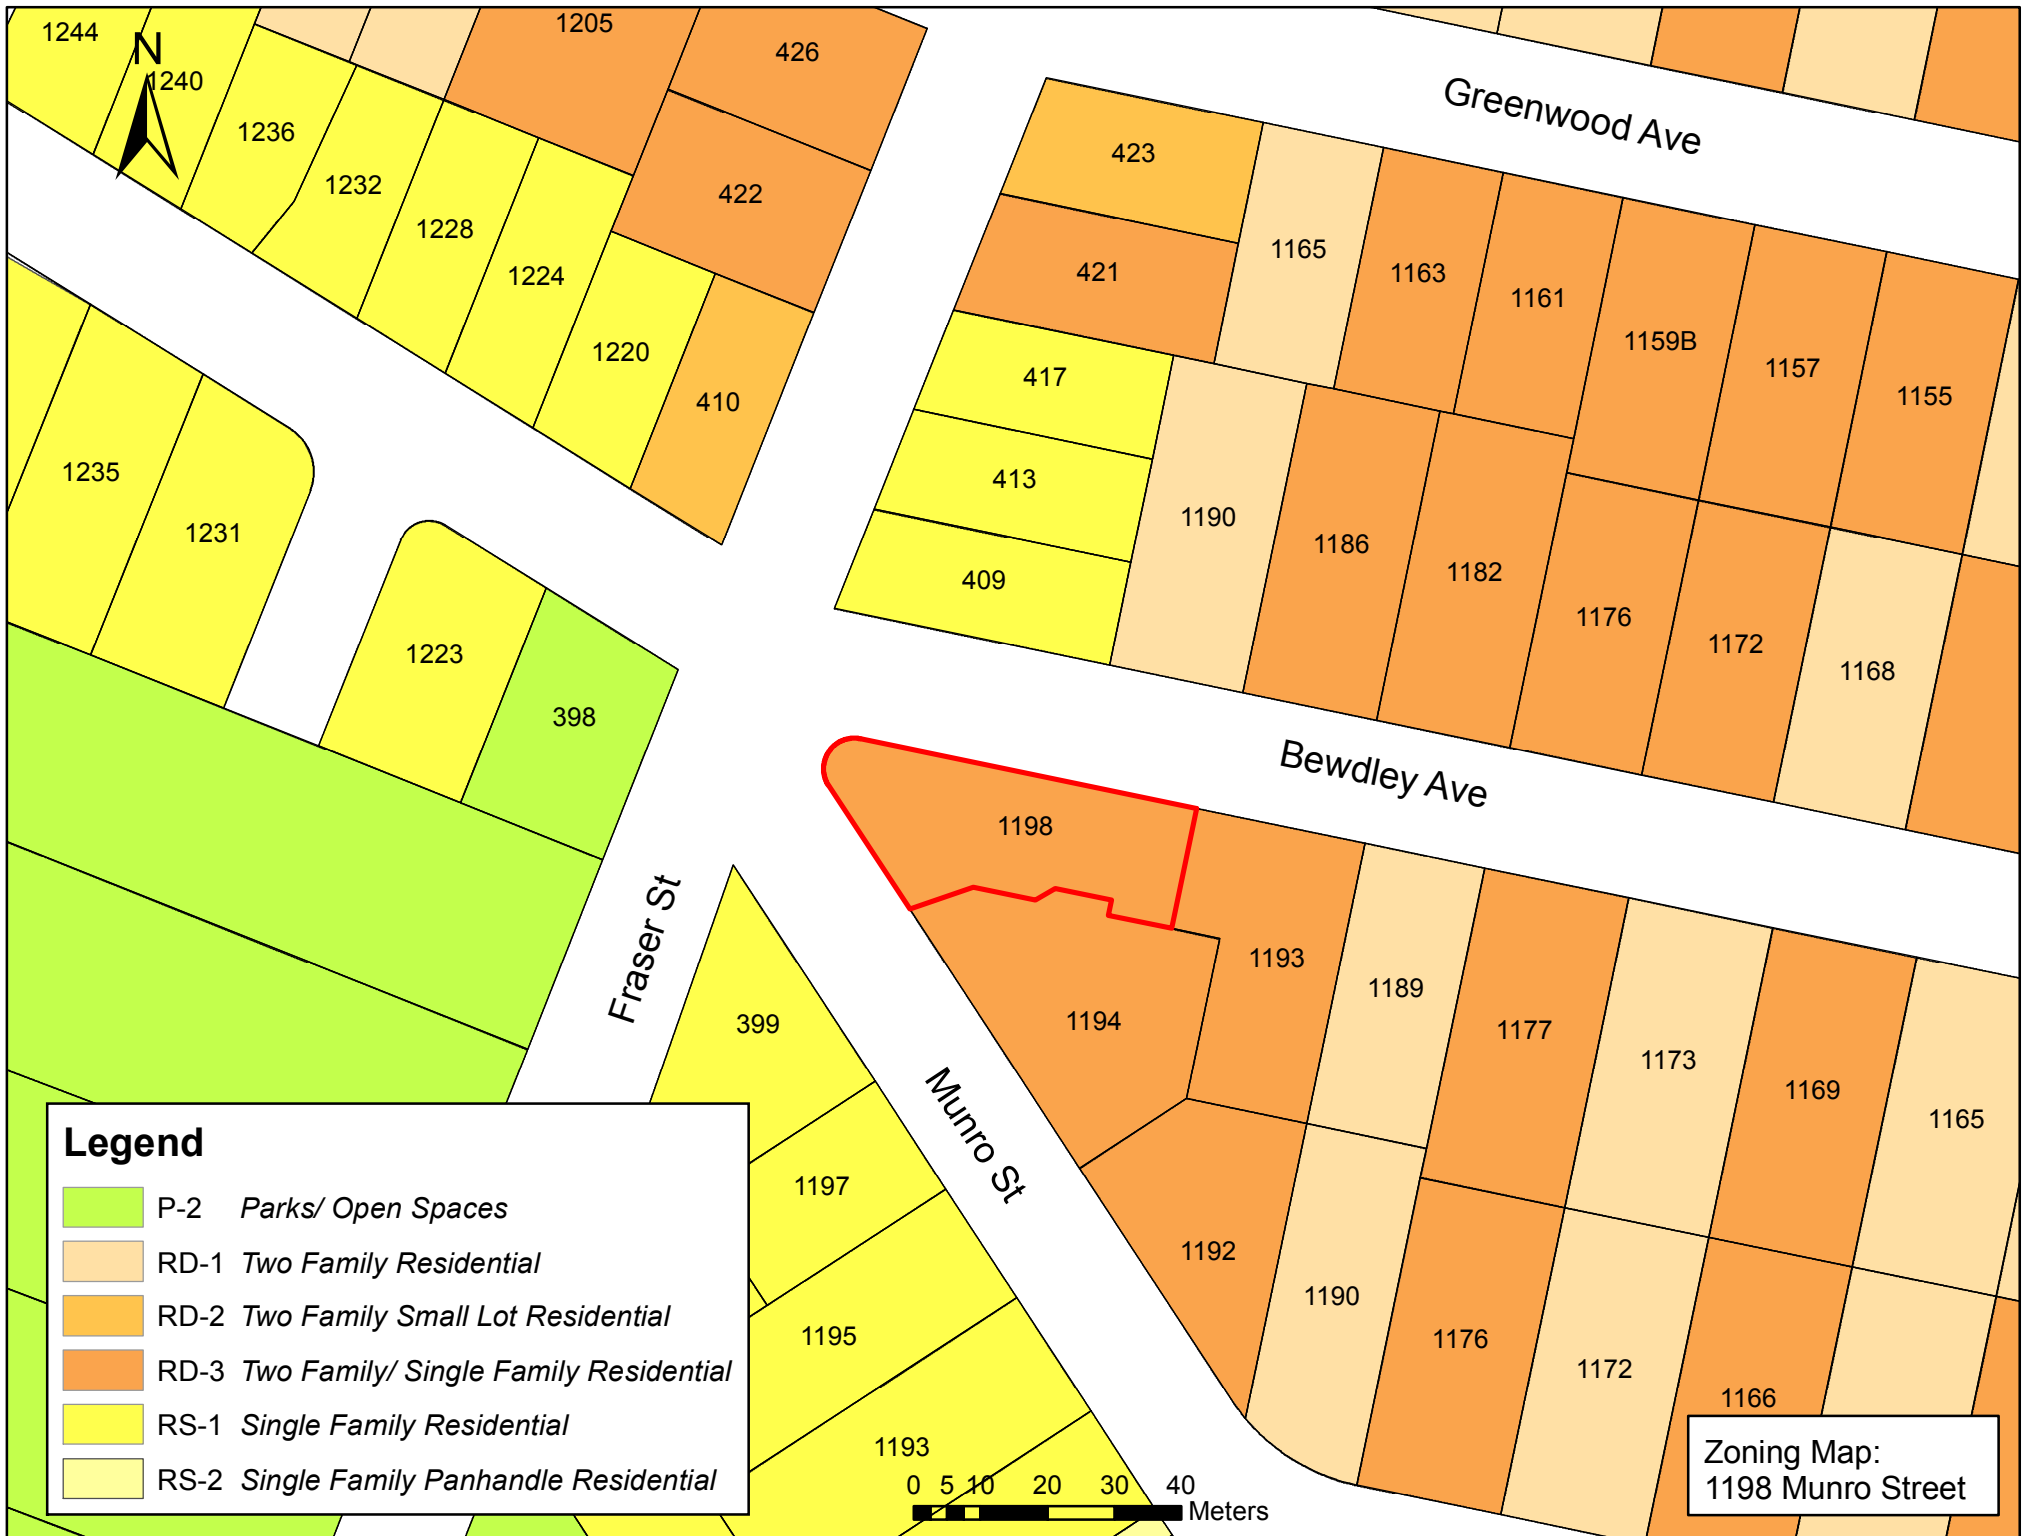 1244
N
1240
1205
426
1236
1232
422
1228
1224
1220
410
Greenwood Ave
423
1165
421
1163
1161
1159B
1157
1155
417
413
409
1190
1186
1182
1176
1172
1168
1235
1231
1223
398
Bewdley Ave
1198
Fraser St
1193
1189
1177
1173
1169
1165
1194
399
Munro St
1197
1192
1190
1176
1172
1166
1195
1193
Legend
P-2 Parks/ Open Spaces
RD-1 Two Family Residential
RD-2 Two Family Small Lot Residential
RD-3 Two Family/ Single Family Residential
RS-1 Single Family Residential
RS-2 Single Family Panhandle Residential
0 5 10 20 30 40
Meters
Zoning Map:
1198 Munro Street